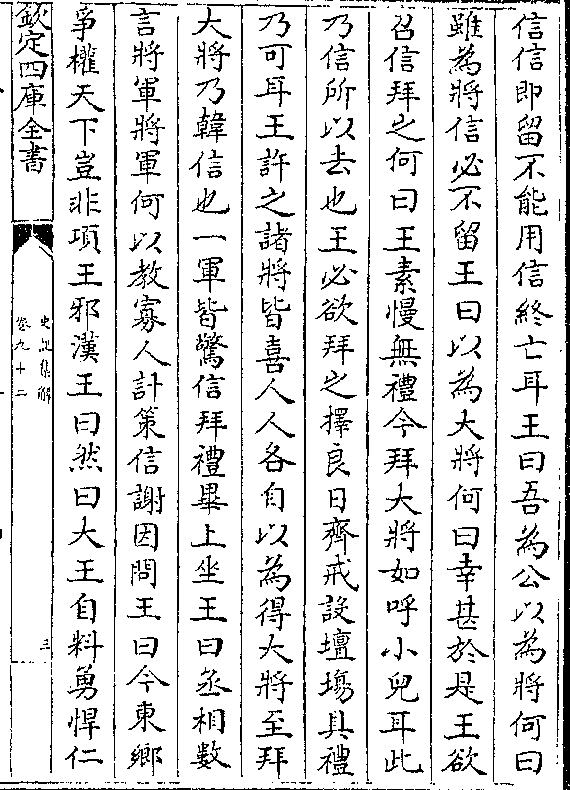 信信即留不能用信終亡耳王曰吾為公以為將何曰
雖為將信必不留王曰以為大將何曰幸甚於是王欲
召信拜之何曰王素慢無禮今拜大將如呼小兒耳此
乃信所以去也王必欲拜之擇良日齊戒設壇場具禮
乃可耳王許之諸將皆喜人人各自以為得大將至拜
大將乃韓信也一軍皆驚信拜禮畢上坐王曰丞相數
言將軍將軍何以教寡人計策信謝因問王曰今東鄉
爭權天下豈非項王邪漢王曰然曰大王自料勇悍仁
欽定四庫全書
史記集解
卷九十二
三